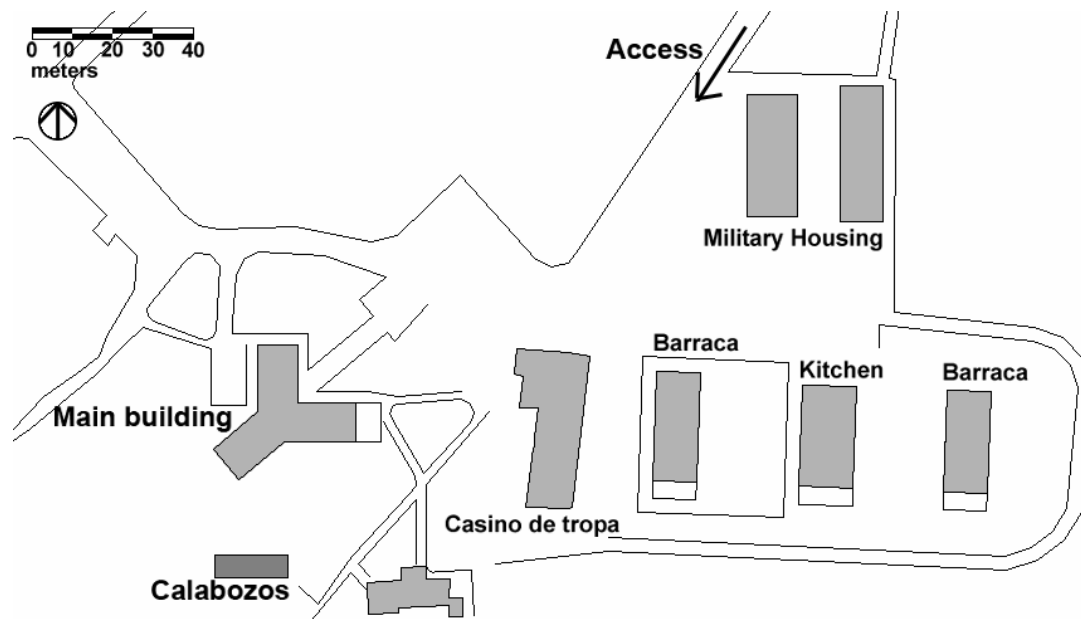 0 10 20 30 40
meters
Access
Military Housing
Barraca
Kitchen
Barraca
Main building
Casino de tropa
Calabozos